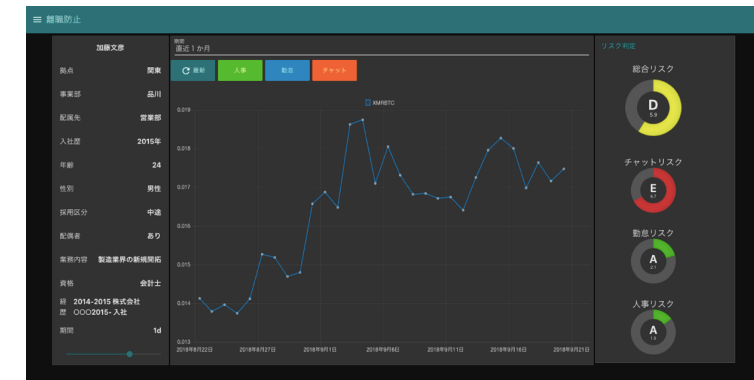 離職防止
加藤文彦
拠点 関東
事業部 品川
配属先 営業部
入社歴 2015年
年齢 24
性別 男性
採用区分 中途
配偶者 あり
業務内容 製造業界の新規開拓
資格 会計士
経歴 2014-2015 株式会社
〇〇〇2015- 入社
期間 1d
期間
直近1か月
最新 人事 勤怠 チャット
XMRBTC
0.019
0.018
0.017
0.016
0.015
0.014
0.013
2018年8月22日 2018年8月27日 2018年9月1日 2018年9月6日 2018年9月11日 2018年9月16日 2018年9月21日
リスク判定
総合リスク
D
5.9
チャットリスク
E
6.7
勤怠リスク
A
2.1
人事リスク
A